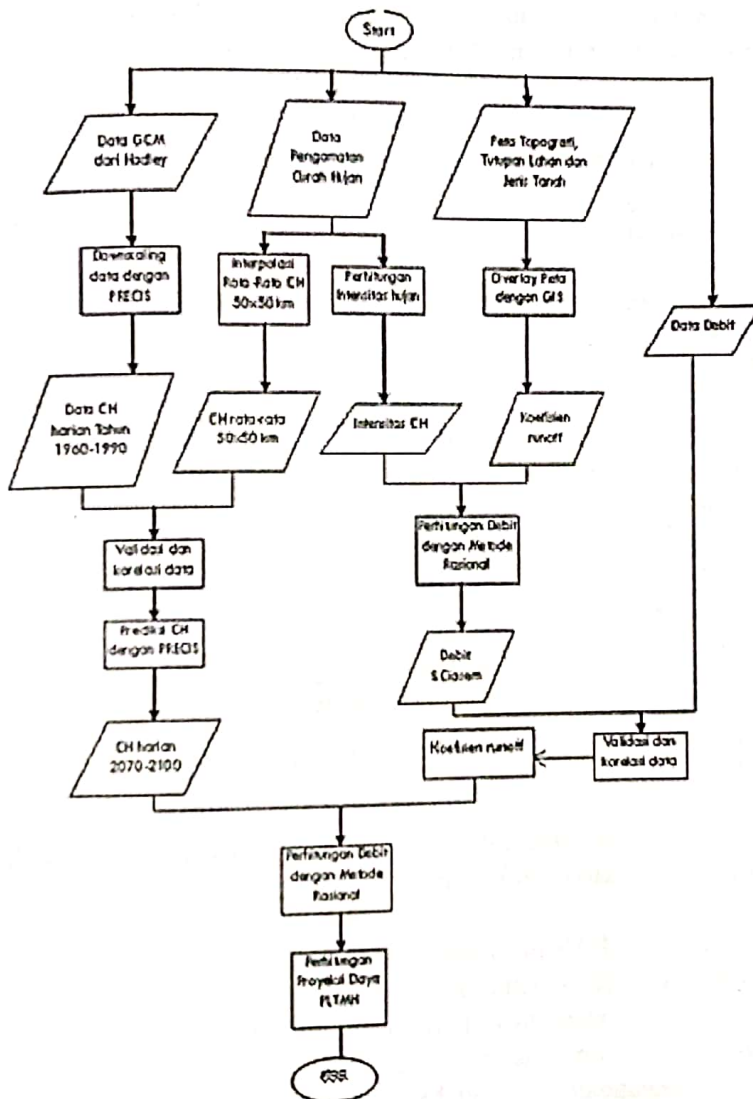 Start
Data GCM
dari Hadley
Data
Pengamatan
Curah Hujan
Peta Topografi,
Tutupan Lahan dan
Jenis Tanah
Data Debit
Downscaling
data dengan
PRECIS
Interpolasi
Rata-Rata CH
50x50 km
Perhitungan
Intensitas hujan
Overlay Peta
dengan GIS
Data CH
harian Tahun
1960-1990
CH rata-rata
50x50 km
Intensitas CH
Koefisien
runoff
Validasi dan
korelasi data
Perhitungan Debit
dengan Metode
Rasional
Prediksi CH
dengan PRECIS
Debit
S.Ciasem
CH harian
2070-2100
Koefisien runoff
Validasi dan
korelasi data
Perhitungan Debit
dengan Metode
Rasional
Perhitungan
Proyeksi Daya
PLTMH